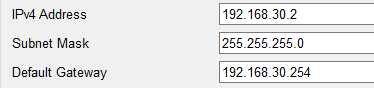 IPv4 Address 192.168.30.2
Subnet Mask 255.255.255.0
Default Gateway 192.168.30.254